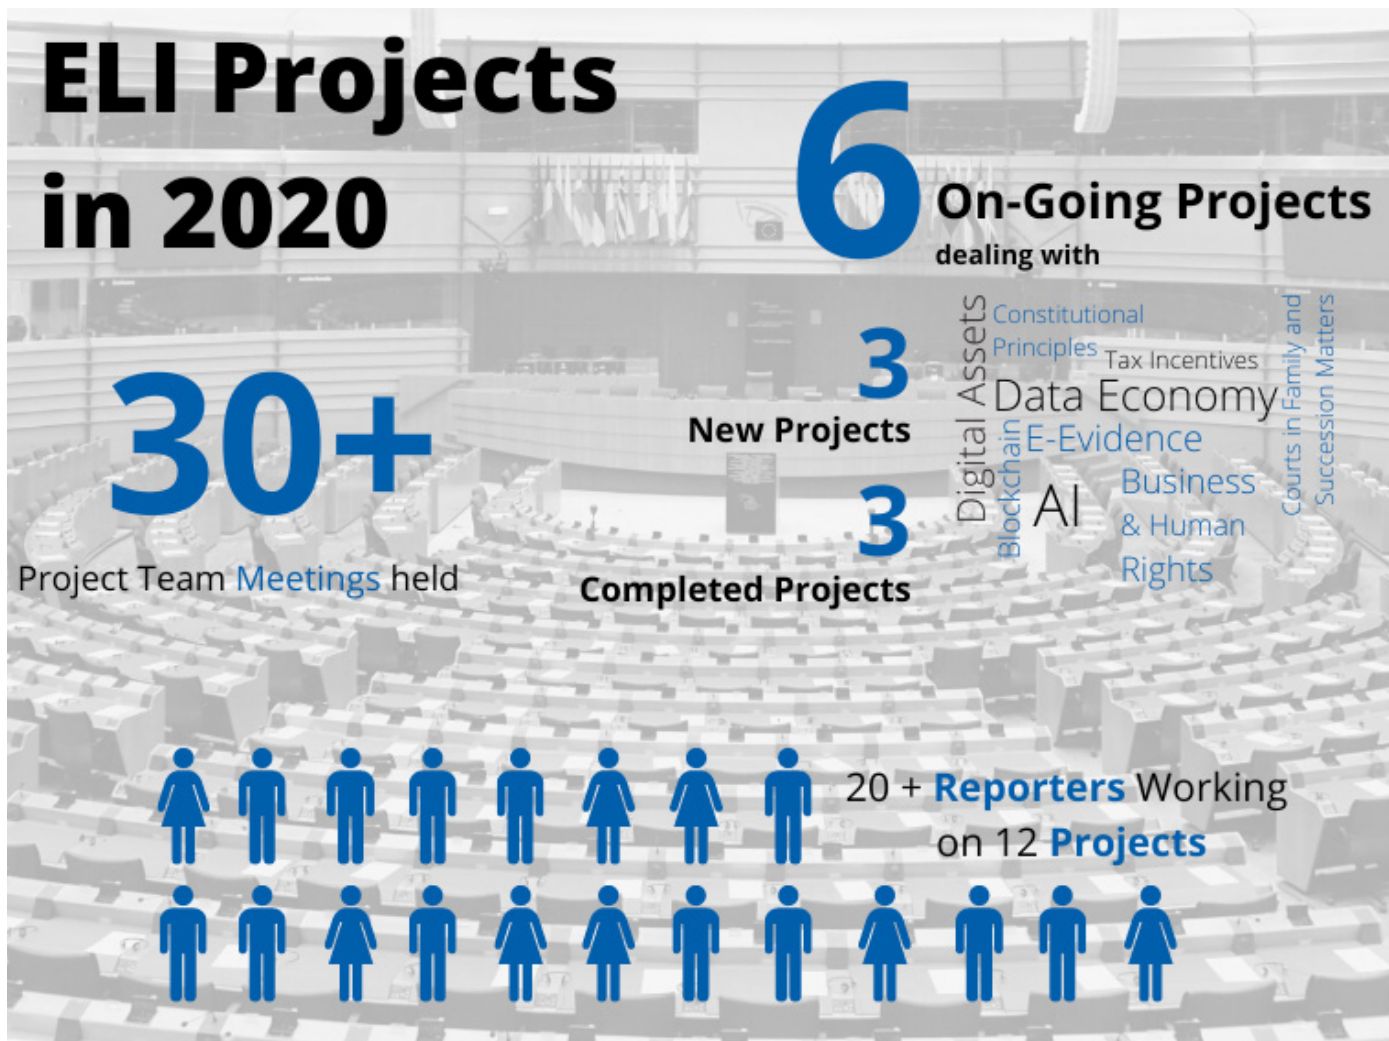 ELI Projects
in 2020
6
On-Going Projects
dealing with
Digital Assets
Constitutional
Principles
Tax Incentives
Data Economy
Blockchain
E-Evidence
AI
Business
& Human
Rights
Courts in Family and
Succession Matters
30+
Project Team Meetings held
3
New Projects
3
Completed Projects
20 + Reporters Working
on 12 Projects